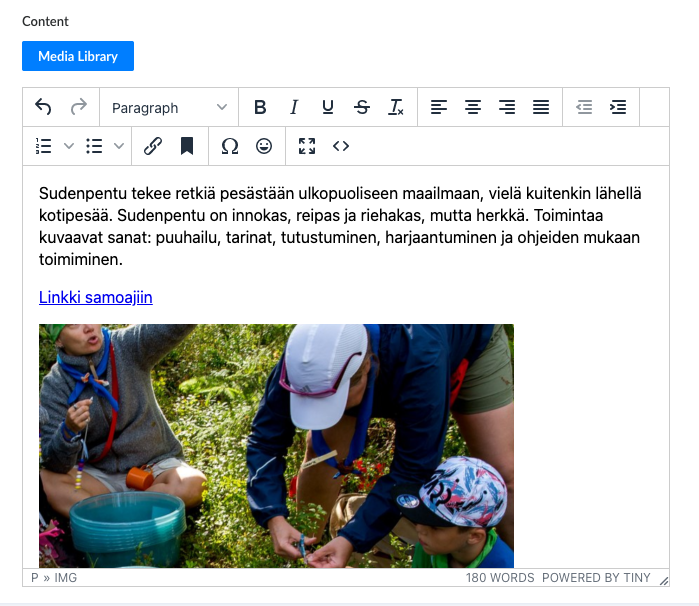 Content
Media Library
Paragraph
Sudenpentu tekee retkiä pesästään ulkopuoliseen maailmaan, vielä kuitenkin lähellä
kotipesää. Sudenpentu on innokas, reipas ja riehakas, mutta herkkä. Toimintaa
kuvaavat sanat: puuhailu, tarinat, tutustuminen, harjaantuminen ja ohjeiden mukaan
toimiminen.
Linkki samoajiin
P » IMG
180 WORDS POWERED BY TINY